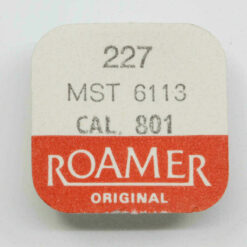 227
MST 6113
CAL. 801
ROAMER
ORIGINAL